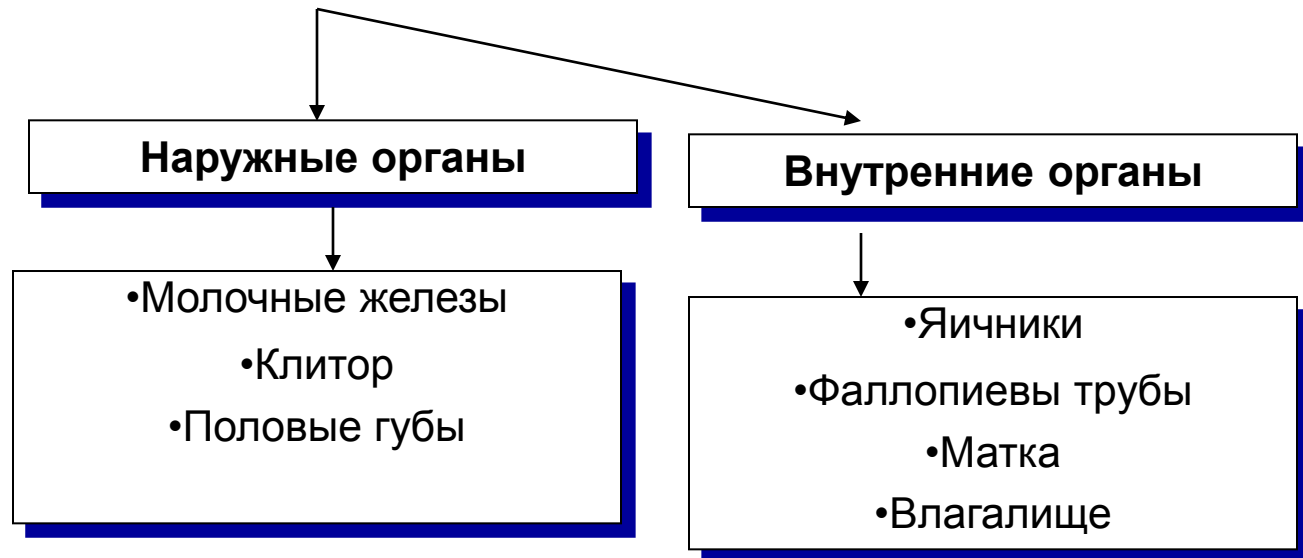 Наружные органы
•Молочные железы
•Клитор
•Половые губы
Внутренние органы
•Яичники
•Фаллопиевы трубы
•Матка
•Влагалище